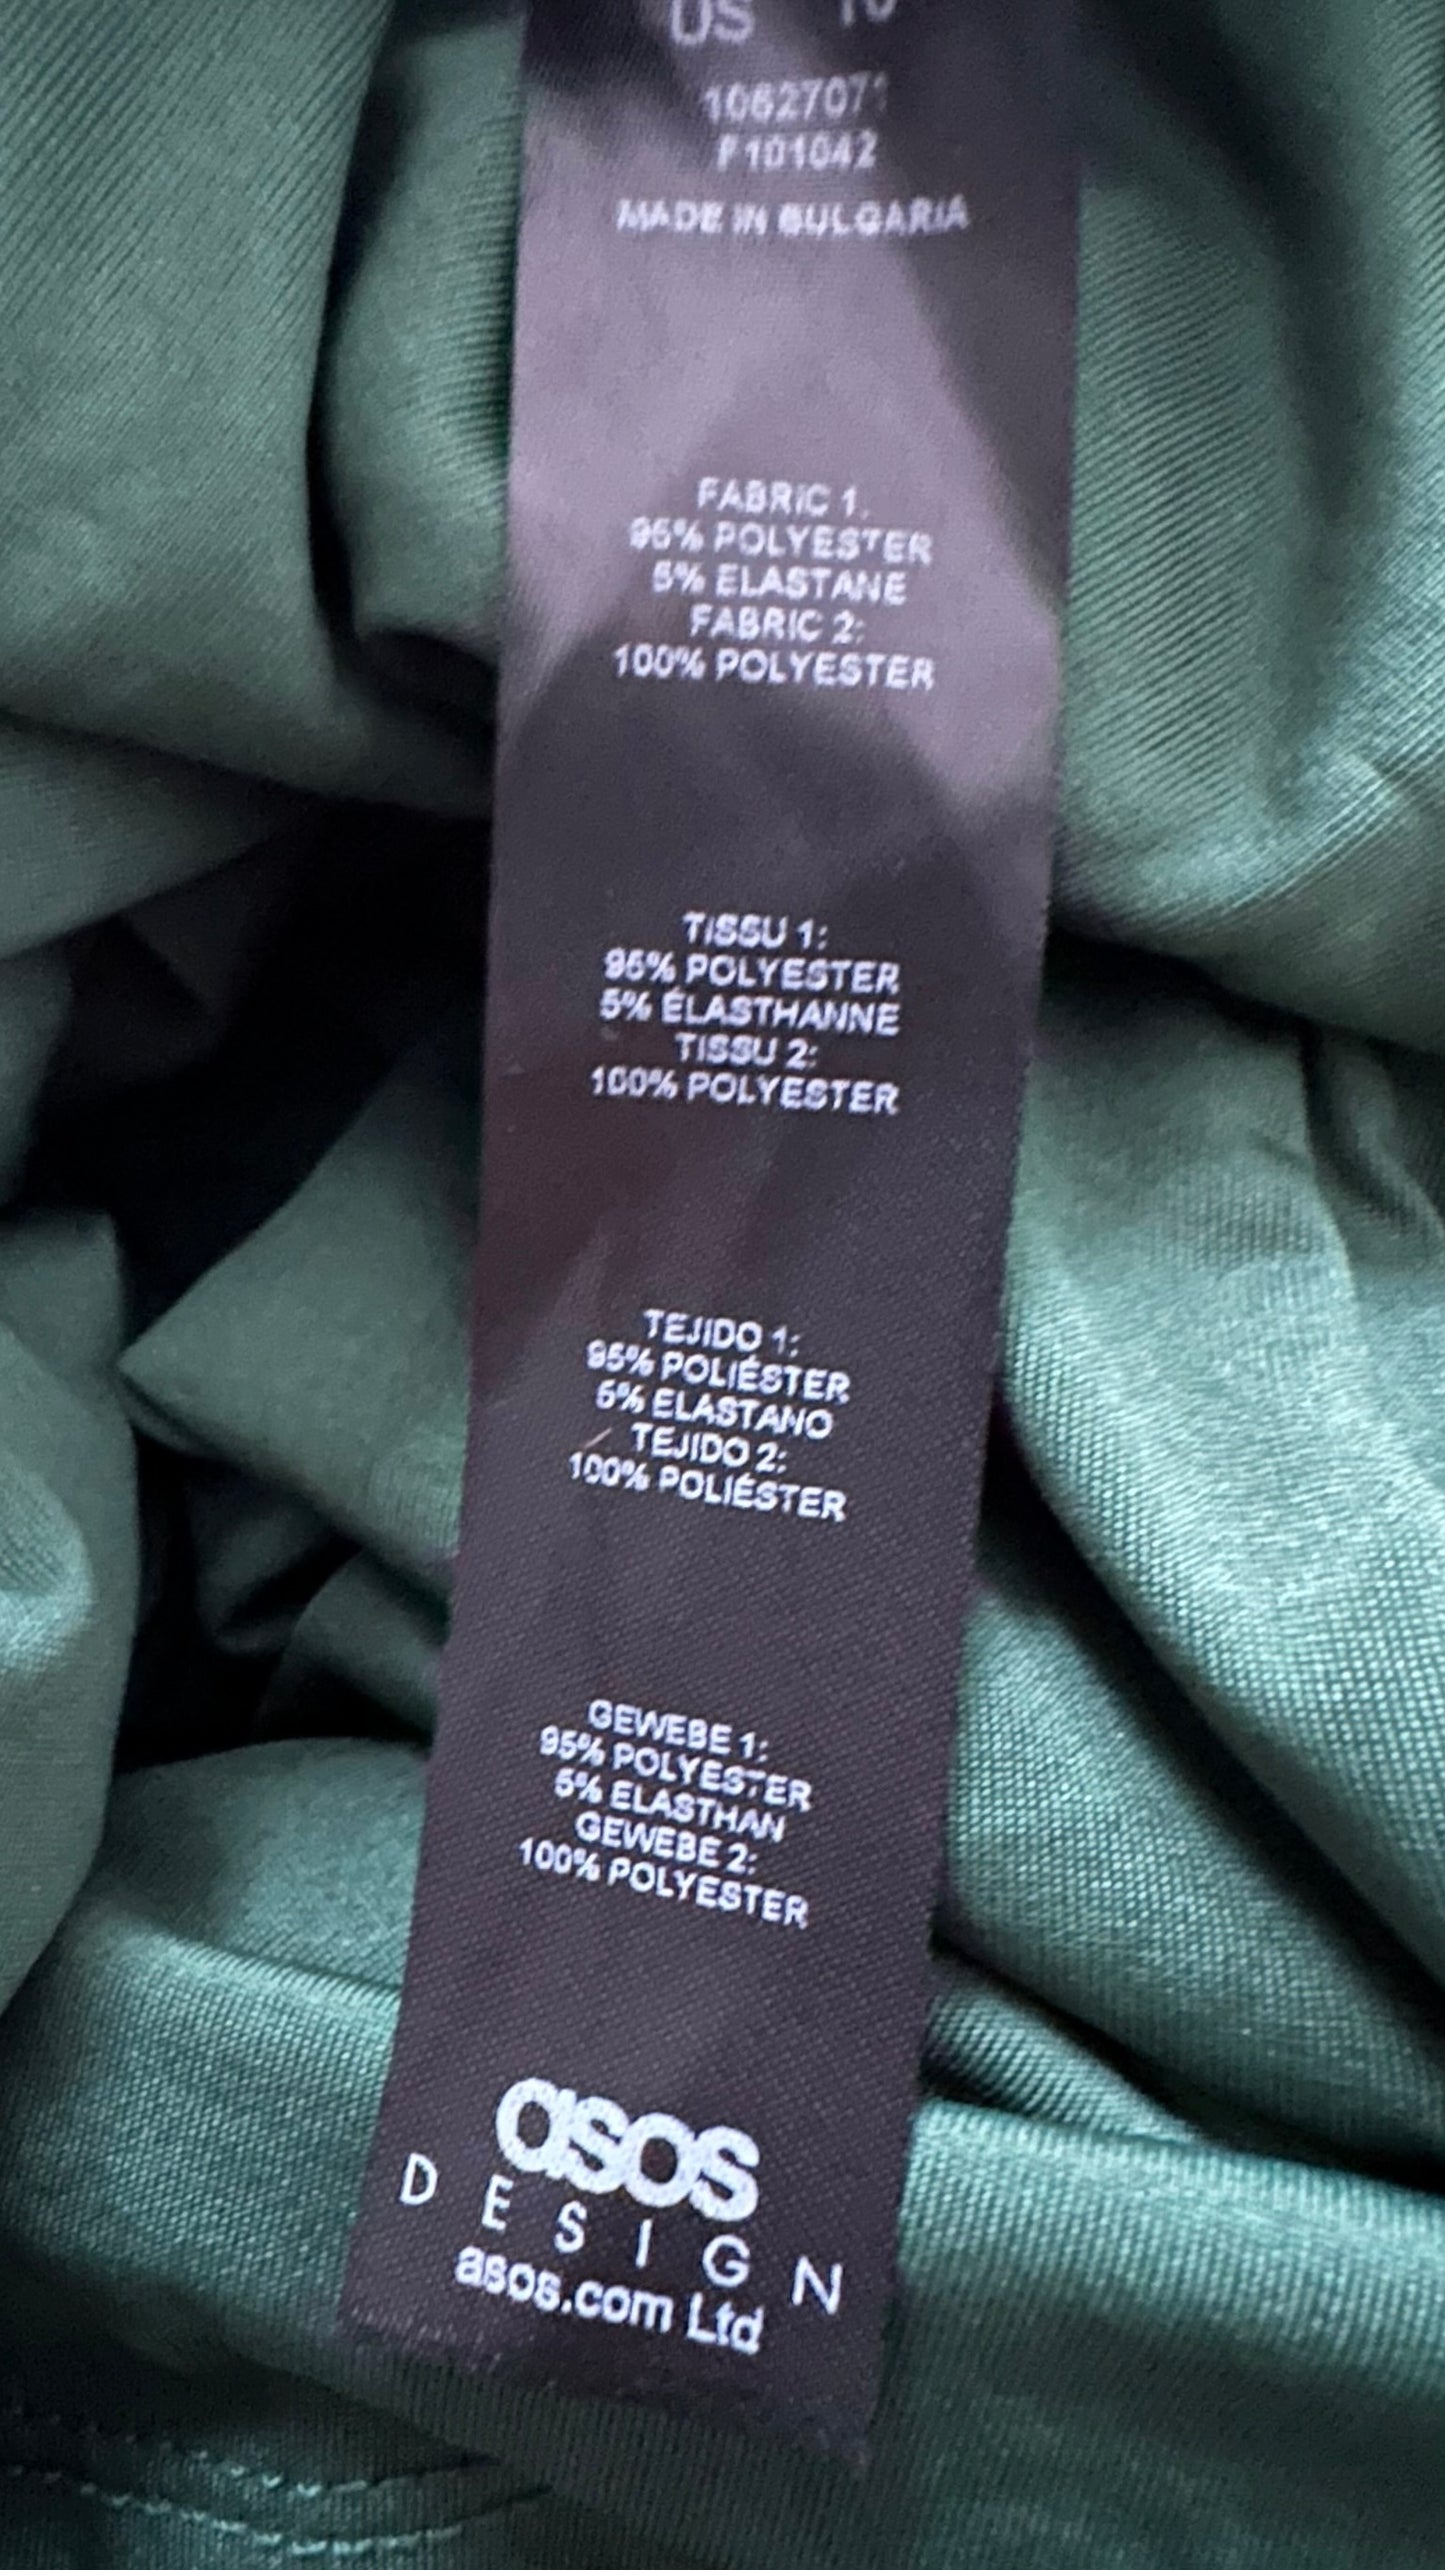 US 10
10627071
F101042
MADE IN BULGARIA
FABRIC 1:
95% POLYESTER
5% ELASTANE
FABRIC 2:
100% POLYESTER
TISSU 1:
95% POLYESTER
5% ÉLASTHANNE
TISSU 2:
100% POLYESTER
TEJIDO 1:
95% POLIÉSTER
5% ELASTANO
TEJIDO 2:
100% POLIÉSTER
GEWEBE 1:
95% POLYESTER
5% ELASTHAN
GEWEBE 2:
100% POLYESTER
asos
DESIGN
asos.com Ltd